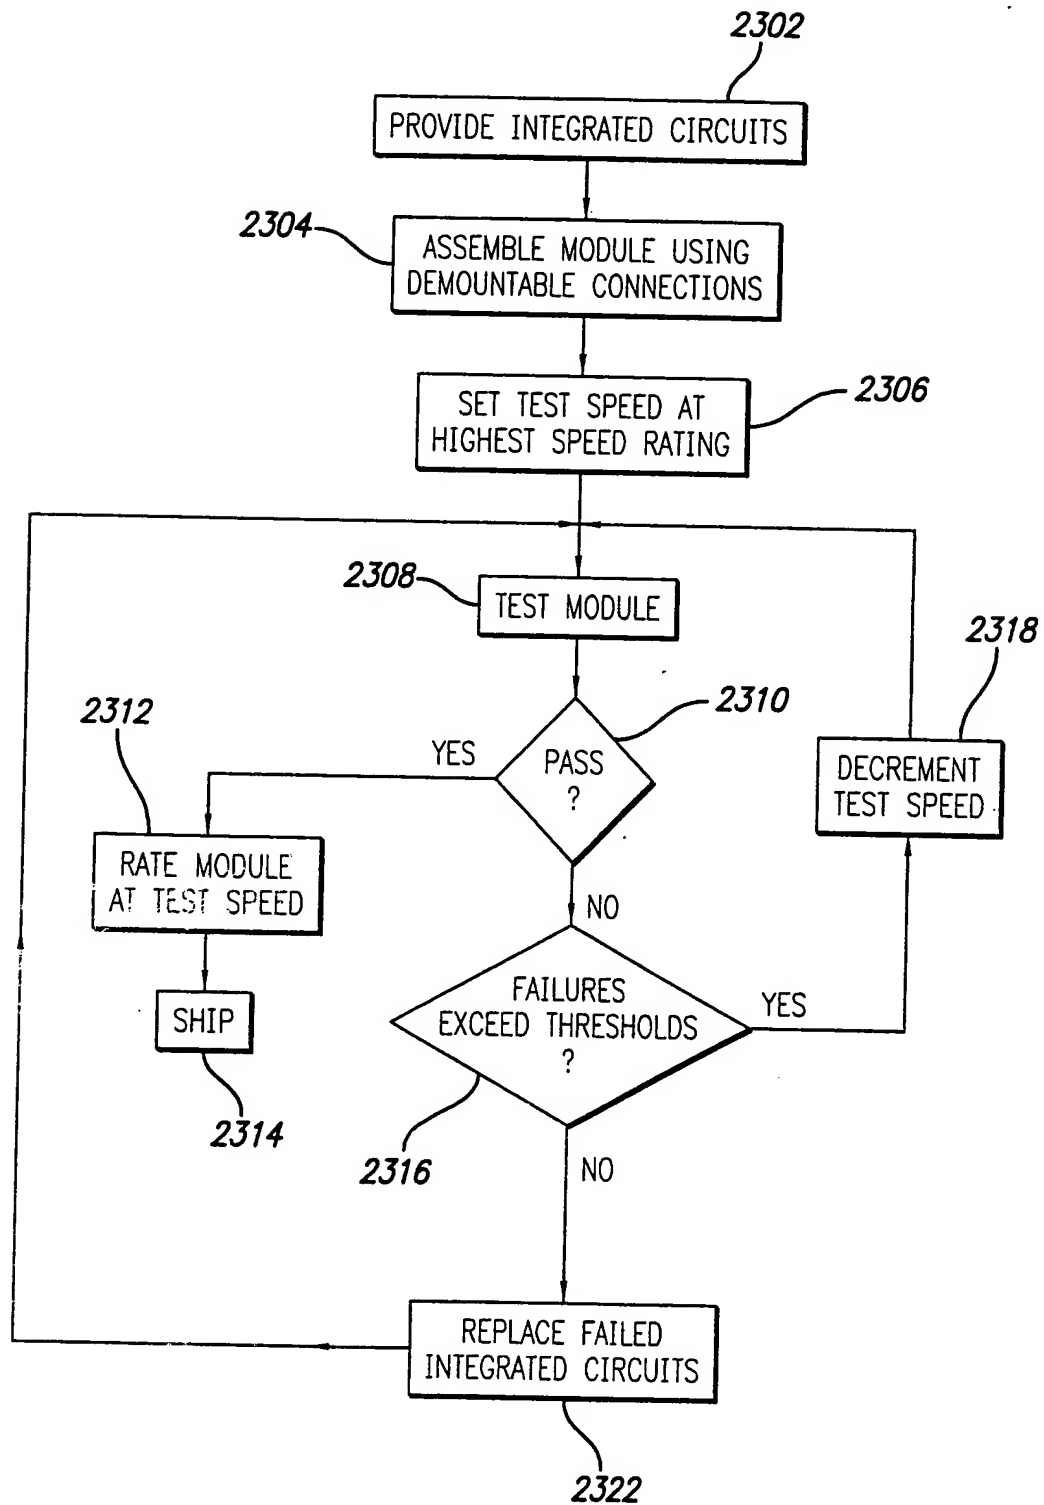 2302
PROVIDE INTEGRATED CIRCUITS
2304
ASSEMBLE MODULE USING
DEMOUNTABLE CONNECTIONS
2306
SET TEST SPEED AT
HIGHEST SPEED RATING
2308
TEST MODULE
2318
2310
2312
YES
PASS
?
DECREMENT
TEST SPEED
RATE MODULE
AT TEST SPEED
NO
FAILURES
EXCEED THRESHOLDS
?
YES
SHIP
2314
2316
NO
REPLACE FAILED
INTEGRATED CIRCUITS
2322